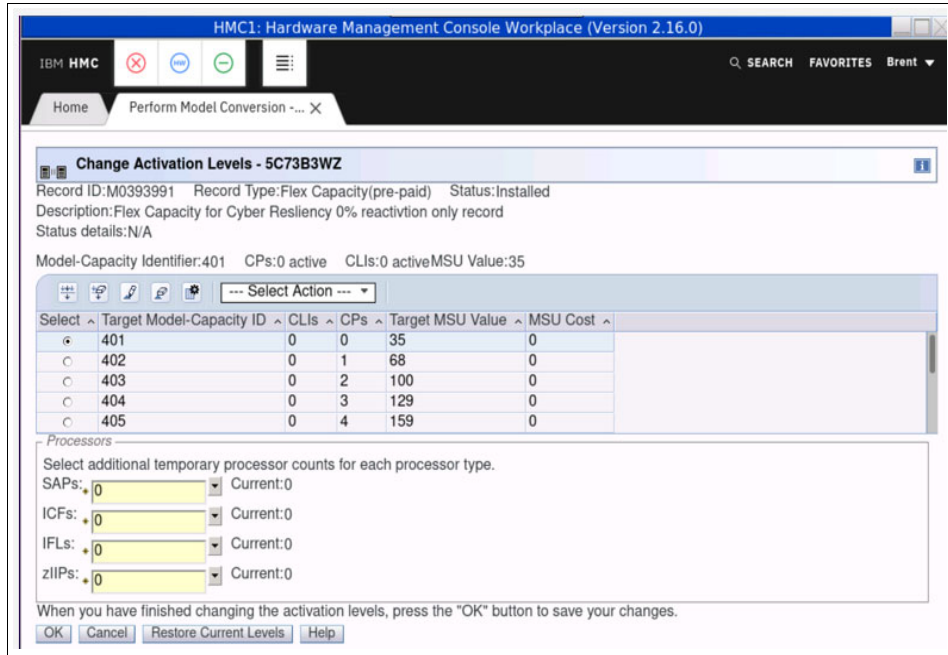 HMC1: Hardware Management Console Workplace (Version 2.16.0)
IBM HMC HW SEARCH FAVORITES Brent
Home Perform Model Conversion -... X
Change Activation Levels - 5C73B3WZ
Record ID:M0393991 Record Type:Flex Capacity(pre-paid) Status:Installed
Description:Flex Capacity for Cyber Resliency 0% reactivtion only record
Status details:N/A
Model-Capacity Identifier:401 CPs:0 active CLIs:0 activeMSU Value:35
--- Select Action ---
Select Target Model-Capacity ID CLIs CPs Target MSU Value MSU Cost
401 0 0 35 0
402 0 1 68 0
403 0 2 100 0
404 0 3 129 0
405 0 4 159 0
Processors
Select additional temporary processor counts for each processor type.
SAPs: 0 Current:0
ICFs: 0 Current:0
IFLs: 0 Current:0
zIIPs: 0 Current:0
When you have finished changing the activation levels, press the "OK" button to save your changes.
OK Cancel Restore Current Levels Help